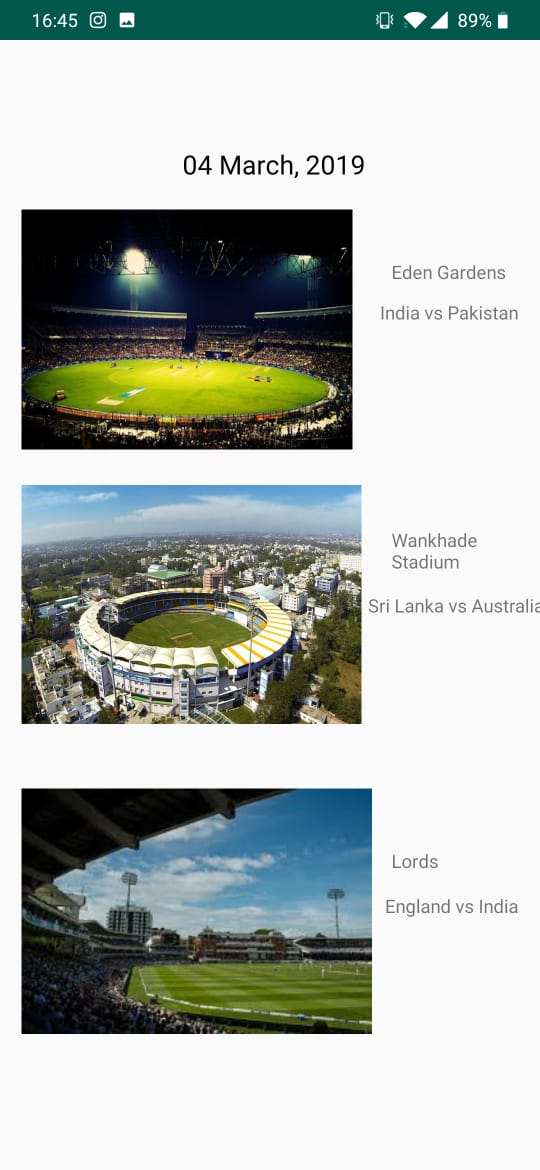 16:45 89%
04 March, 2019
Eden Gardens
India vs Pakistan
Wankhade
Stadium
Sri Lanka vs Australia
Lords
England vs India